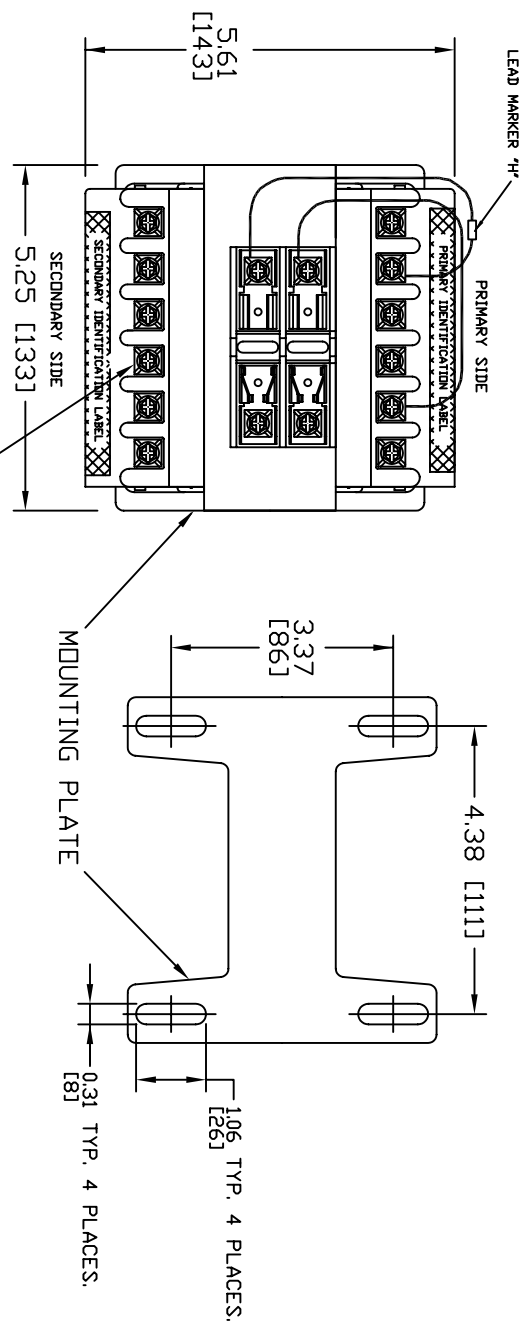 LEAD MARKER "H"
PRIMARY SIDE
PRIMARY IDENTIFICATION LABEL
5.61
[143]
SECONDARY IDENTIFICATION LABEL
SECONDARY SIDE
5.25 [133]
MOUNTING PLATE
3.37
[86]
4.38 [111]
1.06 TYP. 4 PLACES.
[26]
0.31 TYP. 4 PLACES.
[8]